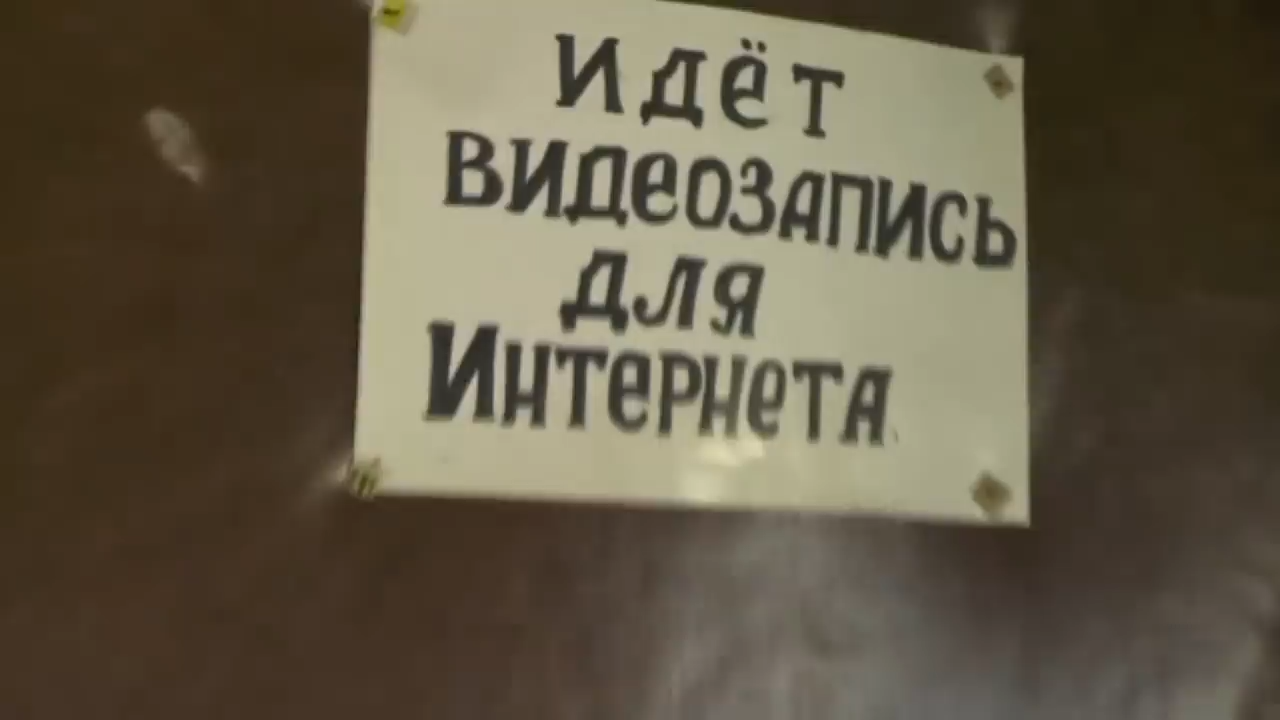 идёт
видеозапись
для
Интернета